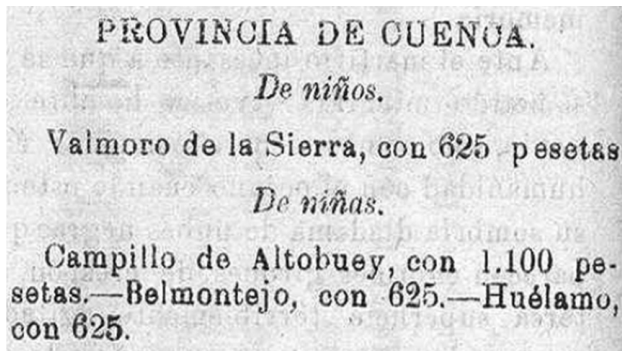 PROVINCIA DE CUENCA.
De niños.
Valmoro de la Sierra, con 625 pesetas
De niñas.
Campillo de Altobuey, con 1.100 pe-
setas.—Belmontejo, con 625.—Huélamo,
con 625.